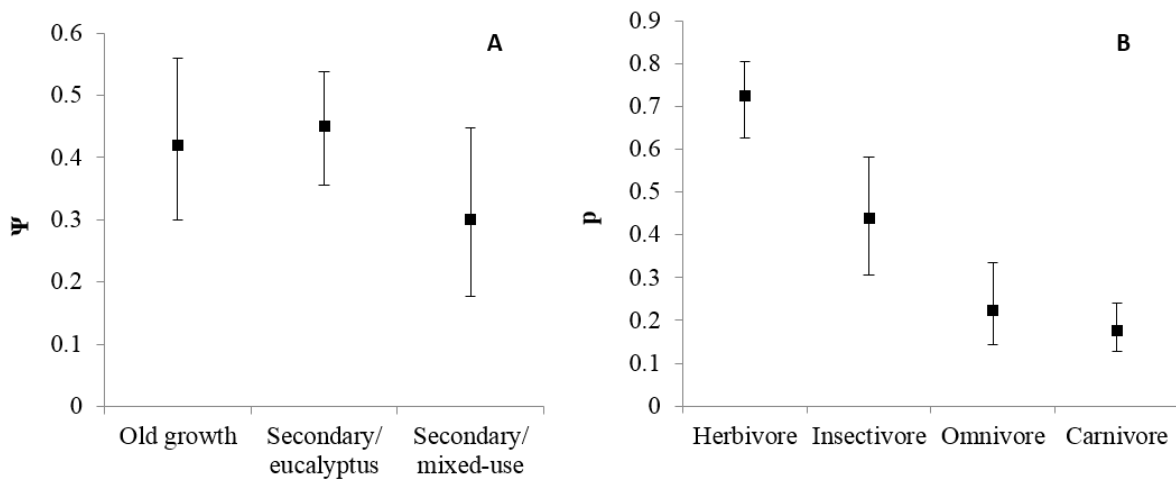 A
0.6
0.5
0.4
0.3
0.2
0.1
0
Ψ
Old growth
Secondary/
eucalyptus
Secondary/
mixed-use
B
0.9
0.8
0.7
0.6
0.5
0.4
0.3
0.2
0.1
0
p
Herbivore
Insectivore
Omnivore
Carnivore